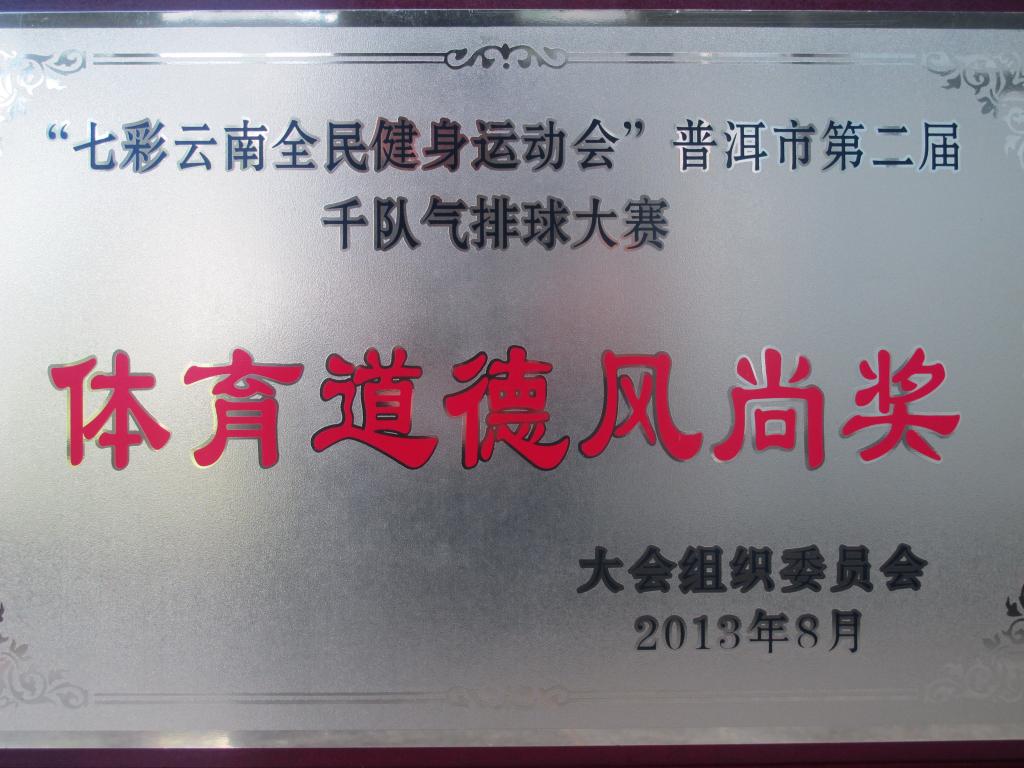 “七彩云南全民健身运动会”普洱市第二届
千队气排球大赛
体育道德风尚奖
大会组织委员会
2013年8月